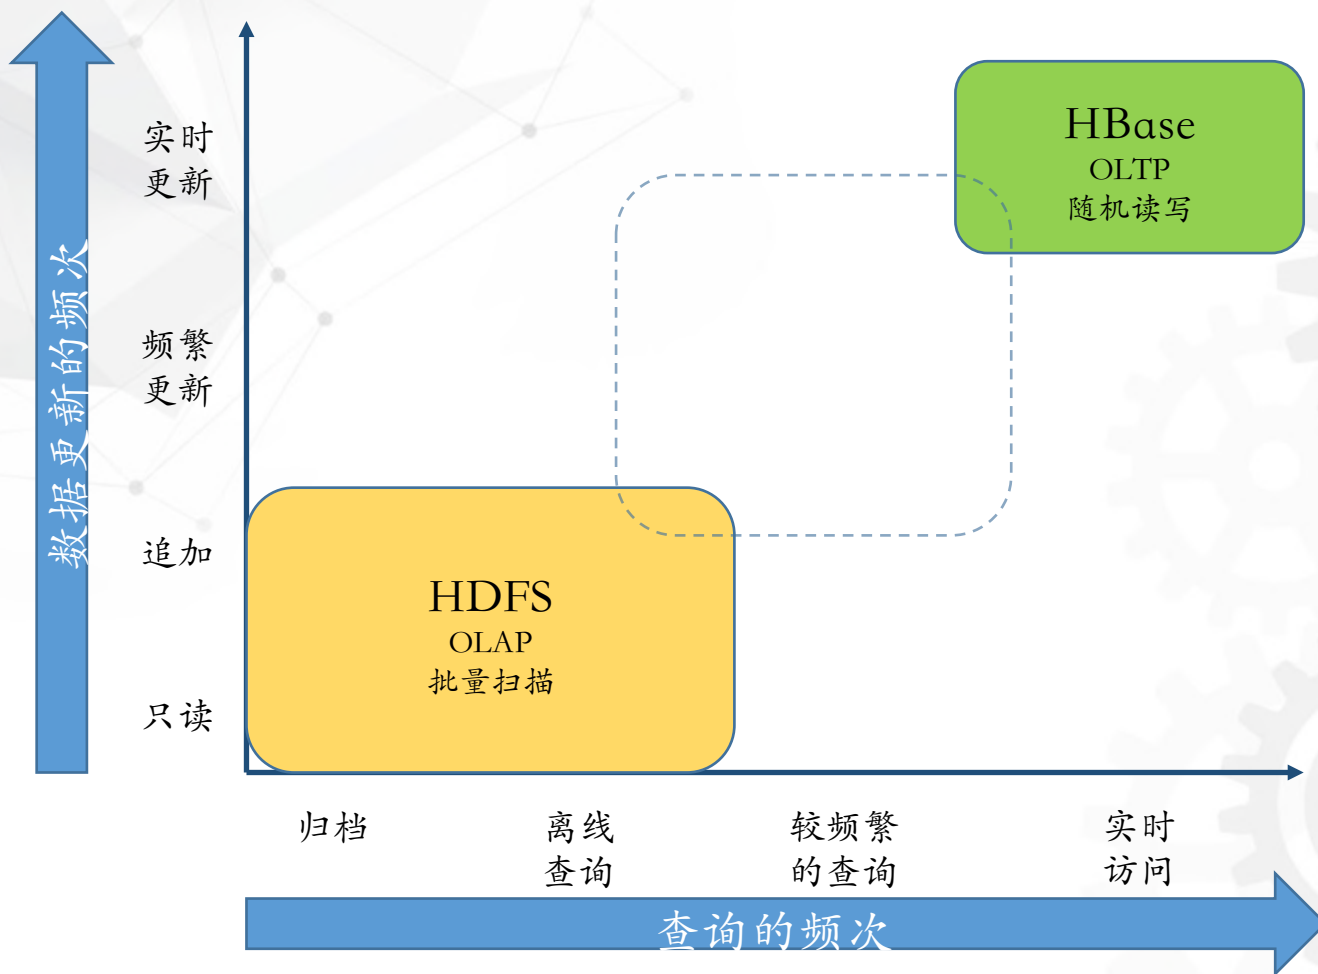 数据更新的频次
实时
更新
频繁
更新
追加
只读
HBase
OLTP
随机读写
HDFS
OLAP
批量扫描
归档
离线
查询
较频繁
的查询
实时
访问
查询的频次